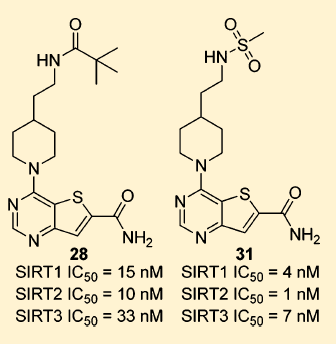 O
HN
O
HN S
O
N
N
S
O
N
NH2
N
S
O
N
NH2
N
28
31
SIRT1 IC50 = 15 nM
SIRT1 IC50 = 4 nM
SIRT2 IC50 = 10 nM
SIRT2 IC50 = 1 nM
SIRT3 IC50 = 33 nM
SIRT3 IC50 = 7 nM